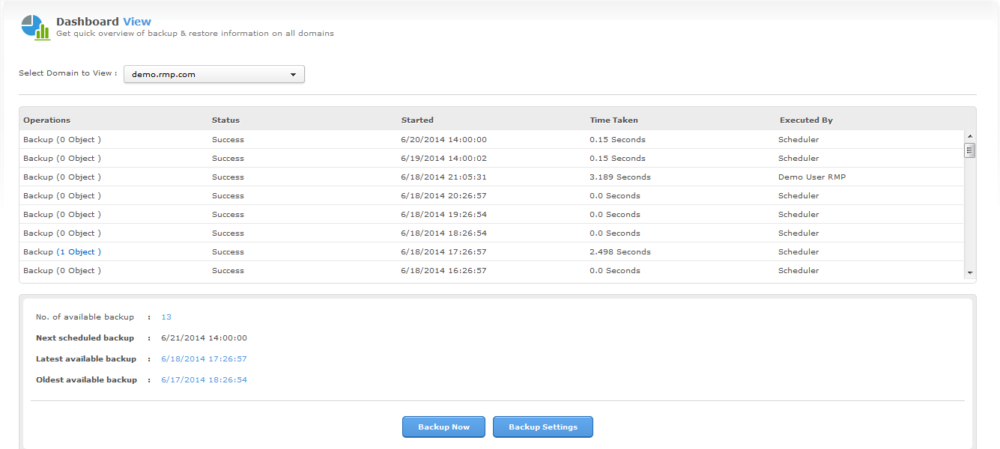 Dashboard View
Get quick overview of backup & restore information on all domains
Select Domain to View : demo.rmp.com
Operations Status Started Time Taken Executed By
Backup (0 Object ) Success 6/20/2014 14:00:00 0.15 Seconds Scheduler
Backup (0 Object ) Success 6/19/2014 14:00:02 0.15 Seconds Scheduler
Backup (0 Object ) Success 6/18/2014 21:05:31 3.189 Seconds Demo User RMP
Backup (0 Object ) Success 6/18/2014 20:26:57 0.0 Seconds Scheduler
Backup (0 Object ) Success 6/18/2014 19:26:54 0.0 Seconds Scheduler
Backup (0 Object ) Success 6/18/2014 18:26:54 0.0 Seconds Scheduler
Backup (1 Object ) Success 6/18/2014 17:26:57 2.498 Seconds Scheduler
Backup (0 Object ) Success 6/18/2014 16:26:57 0.0 Seconds Scheduler
No. of available backup : 13
Next scheduled backup : 6/21/2014 14:00:00
Latest available backup : 6/18/2014 17:26:57
Oldest available backup : 6/17/2014 18:26:54
Backup Now Backup Settings